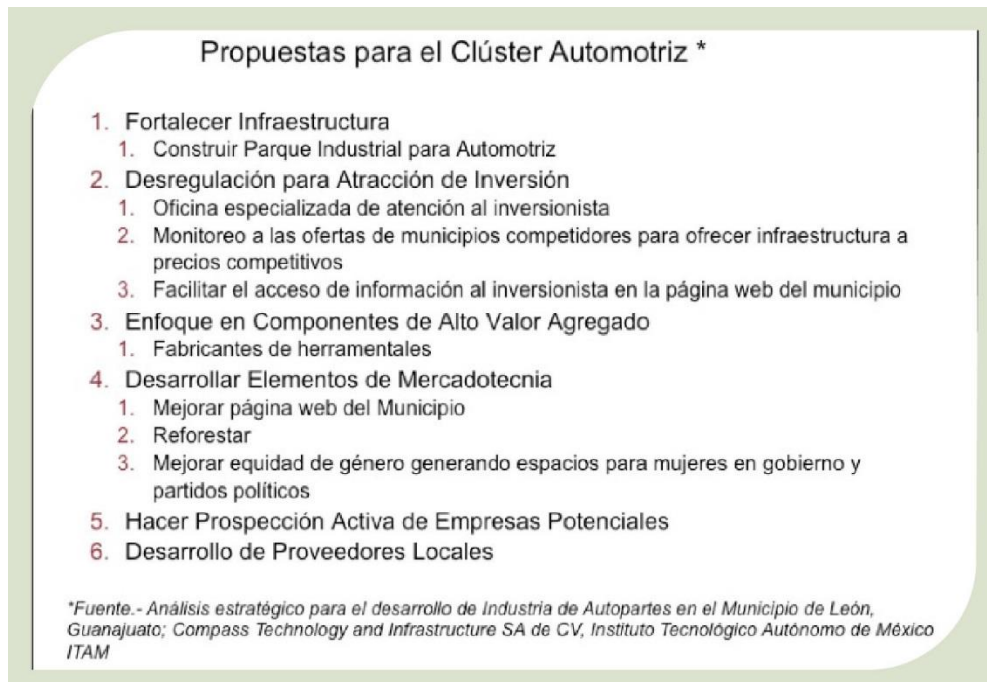 Propuestas para el Clúster Automotriz *
1. Fortalecer Infraestructura
1. Construir Parque Industrial para Automotriz
2. Desregulación para Atracción de Inversión
1. Oficina especializada de atención al inversionista
2. Monitoreo a las ofertas de municipios competidores para ofrecer infraestructura a
precios competitivos
3. Facilitar el acceso de información al inversionista en la página web del municipio
3. Enfoque en Componentes de Alto Valor Agregado
1. Fabricantes de herramentales
4. Desarrollar Elementos de Mercadotecnia
1. Mejorar página web del Municipio
2. Reforestar
3. Mejorar equidad de género generando espacios para mujeres en gobierno y
partidos políticos
5. Hacer Prospección Activa de Empresas Potenciales
6. Desarrollo de Proveedores Locales
*Fuente.- Análisis estratégico para el desarrollo de Industria de Autopartes en el Municipio de León,
Guanajuato; Compass Technology and Infrastructure SA de CV, Instituto Tecnológico Autónomo de México
ITAM